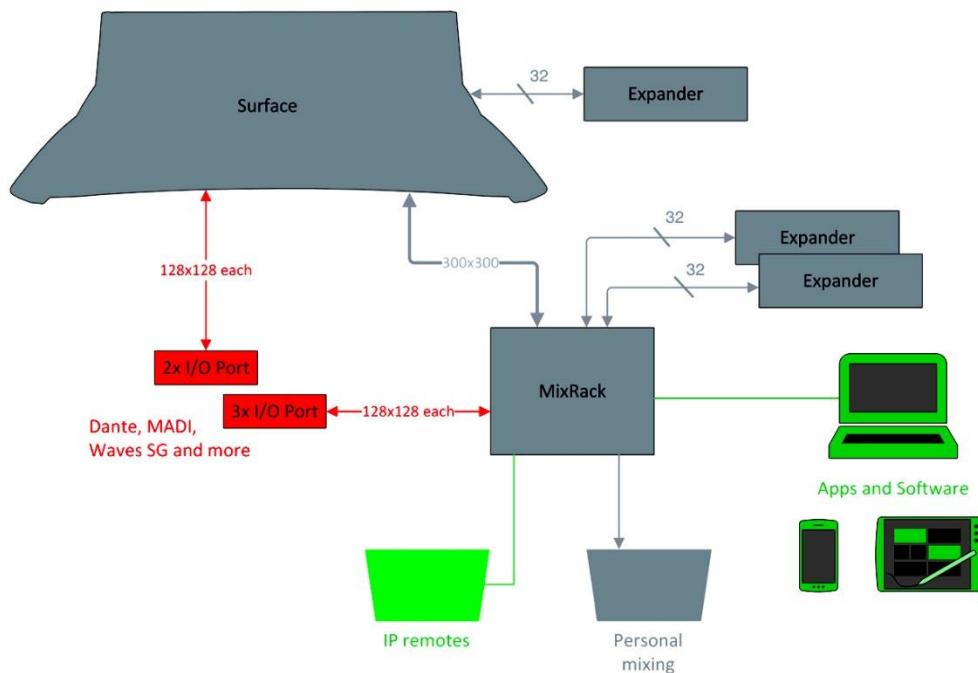 Surface
32
Expander
128x128 each
300x300
32
Expander
32
Expander
2x I/O Port
3x I/O Port
128x128 each
MixRack
Dante, MADI,
Waves SG and more
Apps and Software
IP remotes
Personal
mixing